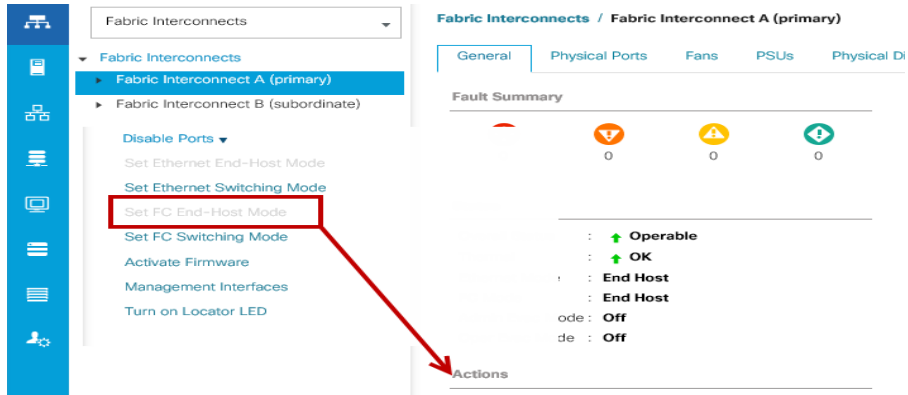 Fabric Interconnects
Fabric Interconnects
Fabric Interconnect A (primary)
Fabric Interconnect B (subordinate)
Disable Ports
Set Ethernet End-Host Mode
Set Ethernet Switching Mode
Set FC End-Host Mode
Set FC Switching Mode
Activate Firmware
Management Interfaces
Turn on Locator LED
Fabric Interconnects / Fabric Interconnect A (primary)
General Physical Ports Fans PSUs Physical Di
Fault Summary
0 0 0
: Operable
: OK
: End Host
: End Host
ode : Off
de : Off
Actions